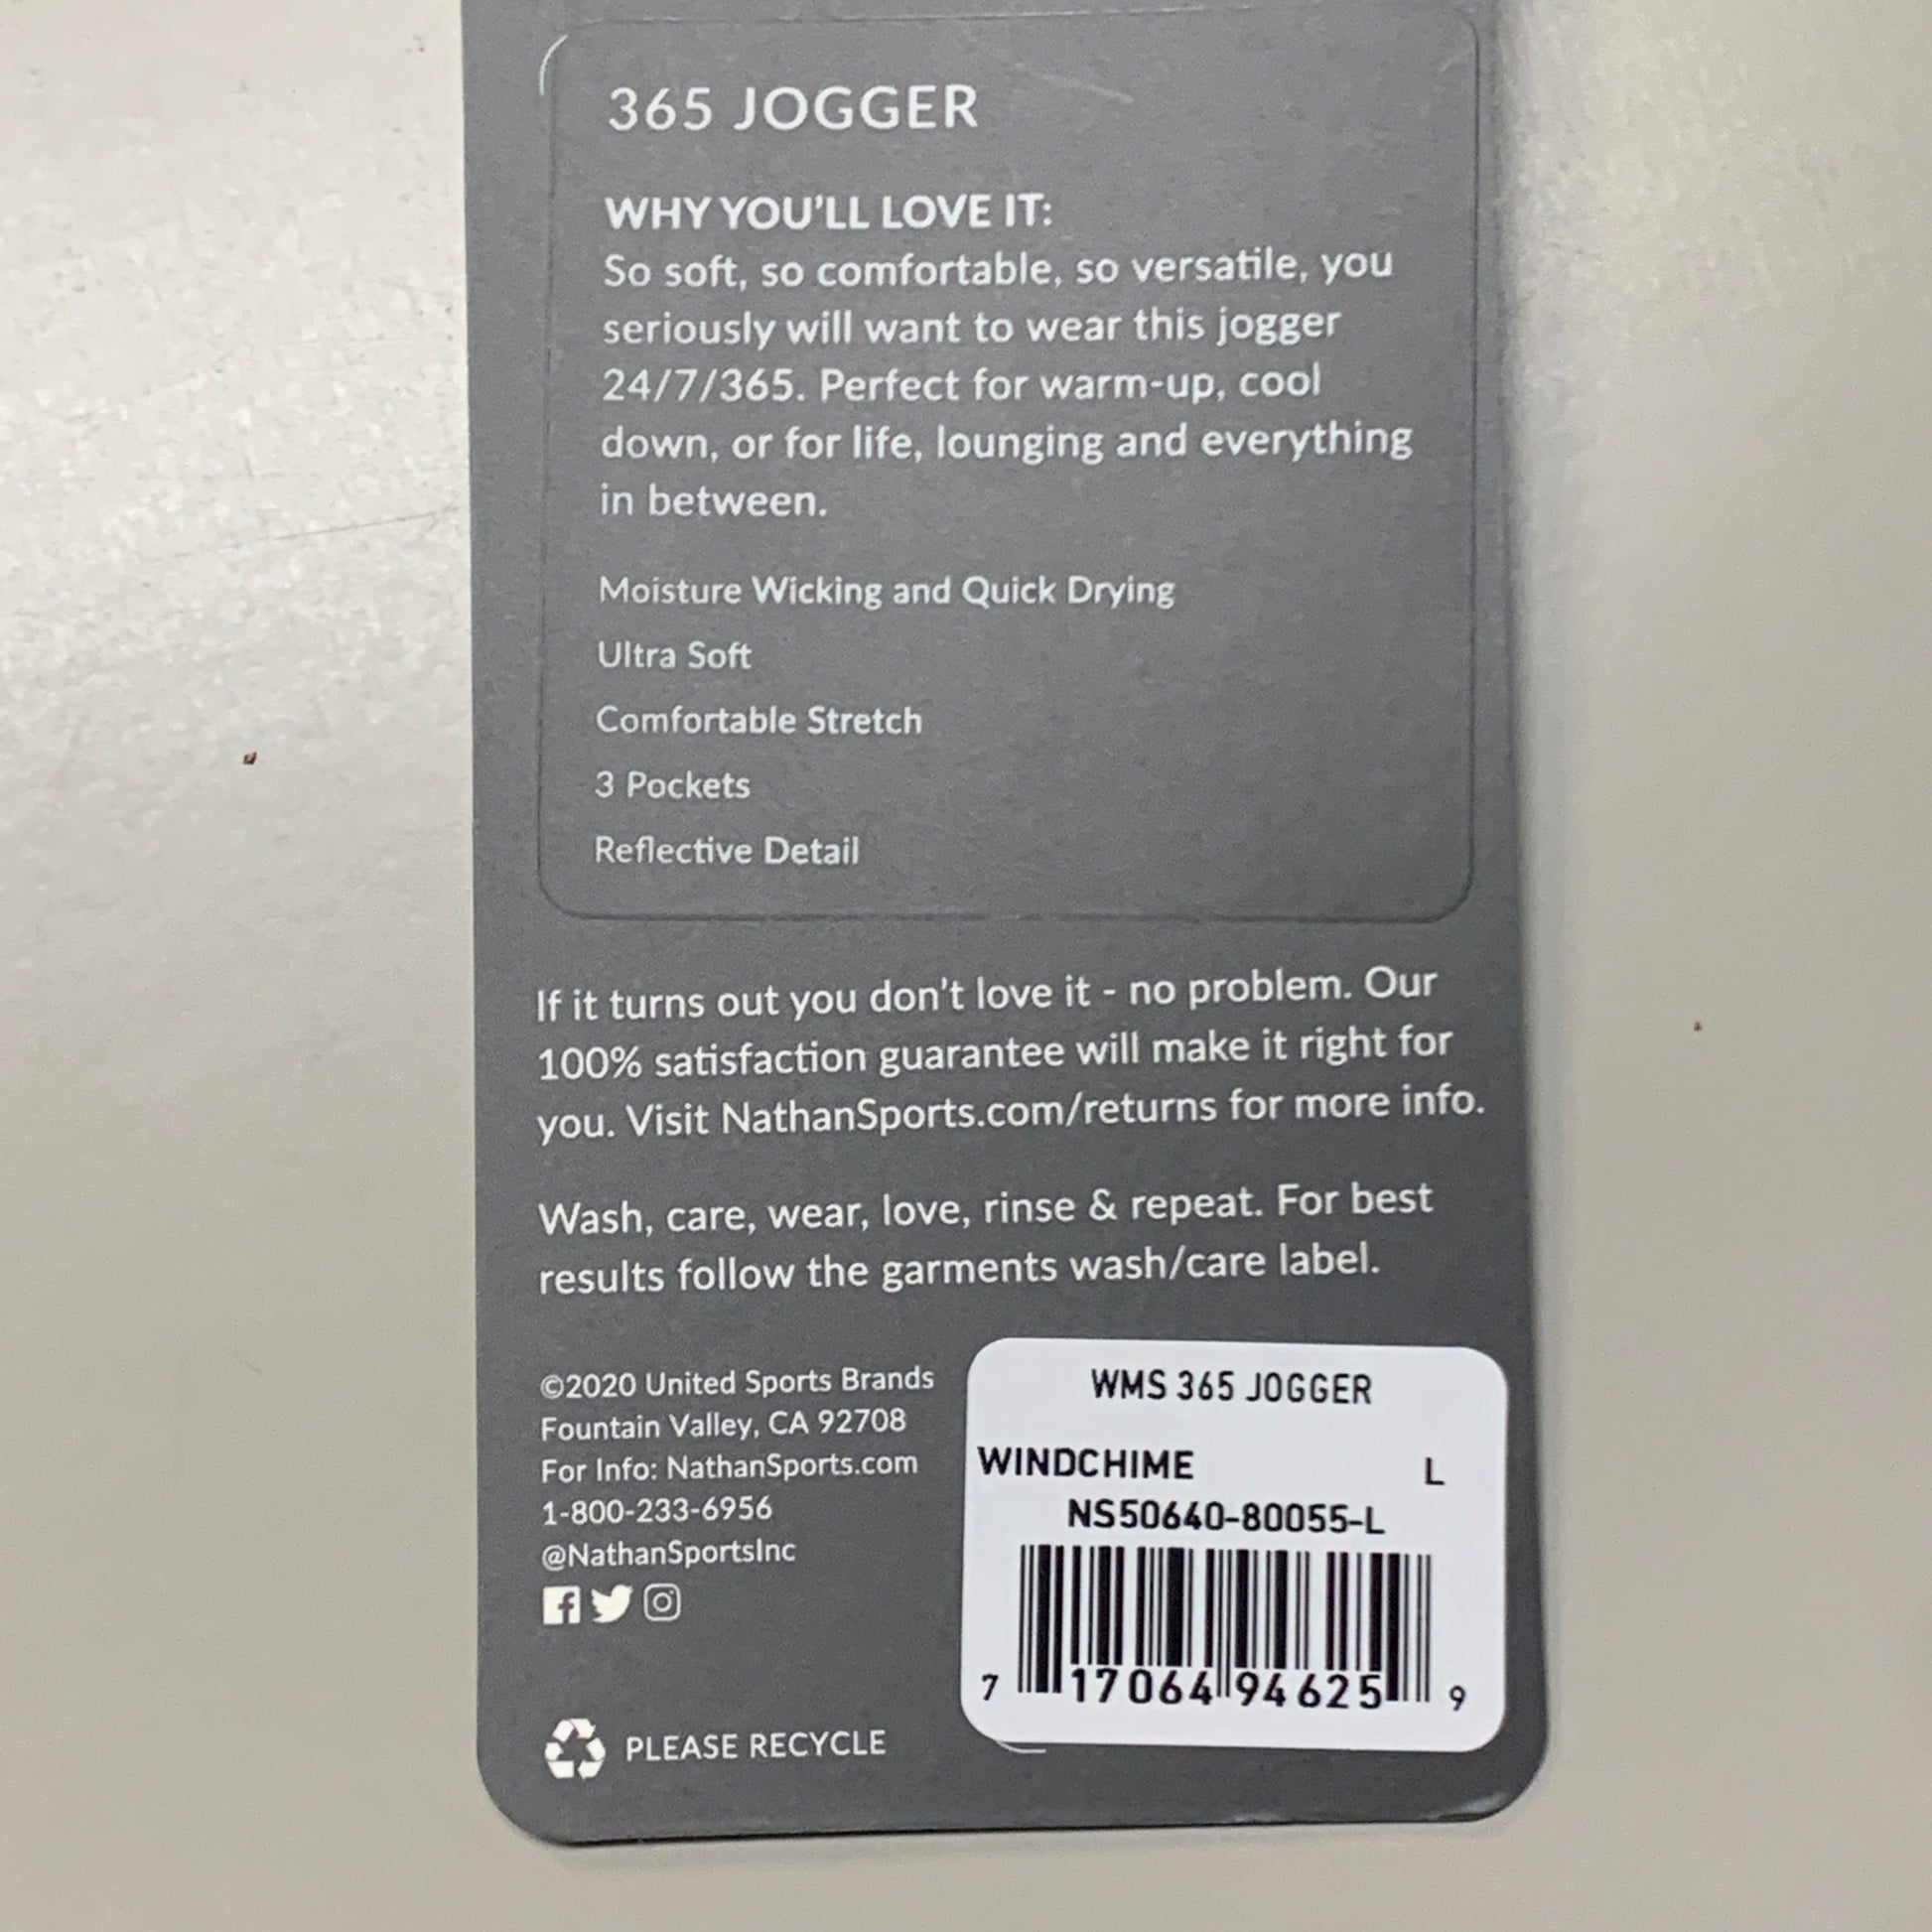 365 JOGGER
WHY YOU'LL LOVE IT:
So soft, so comfortable, so versatile, you
seriously will want to wear this jogger
24/7/365. Perfect for warm-up, cool
down, or for life, lounging and everything
in between.
Moisture Wicking and Quick Drying
Ultra Soft
Comfortable Stretch
3 Pockets
Reflective Detail
If it turns out you don't love it - no problem. Our
100% satisfaction guarantee will make it right for
you. Visit NathanSports.com/returns for more info.
Wash, care, wear, love, rinse & repeat. For best
results follow the garments wash/care label.
©2020 United Sports Brands
Fountain Valley, CA 92708
For Info: NathanSports.com
1-800-233-6956
@NathanSportsInc
PLEASE RECYCLE
WMS 365 JOGGER
WINDCHIME L
NS50640-80055-L
7 17064 94625 9